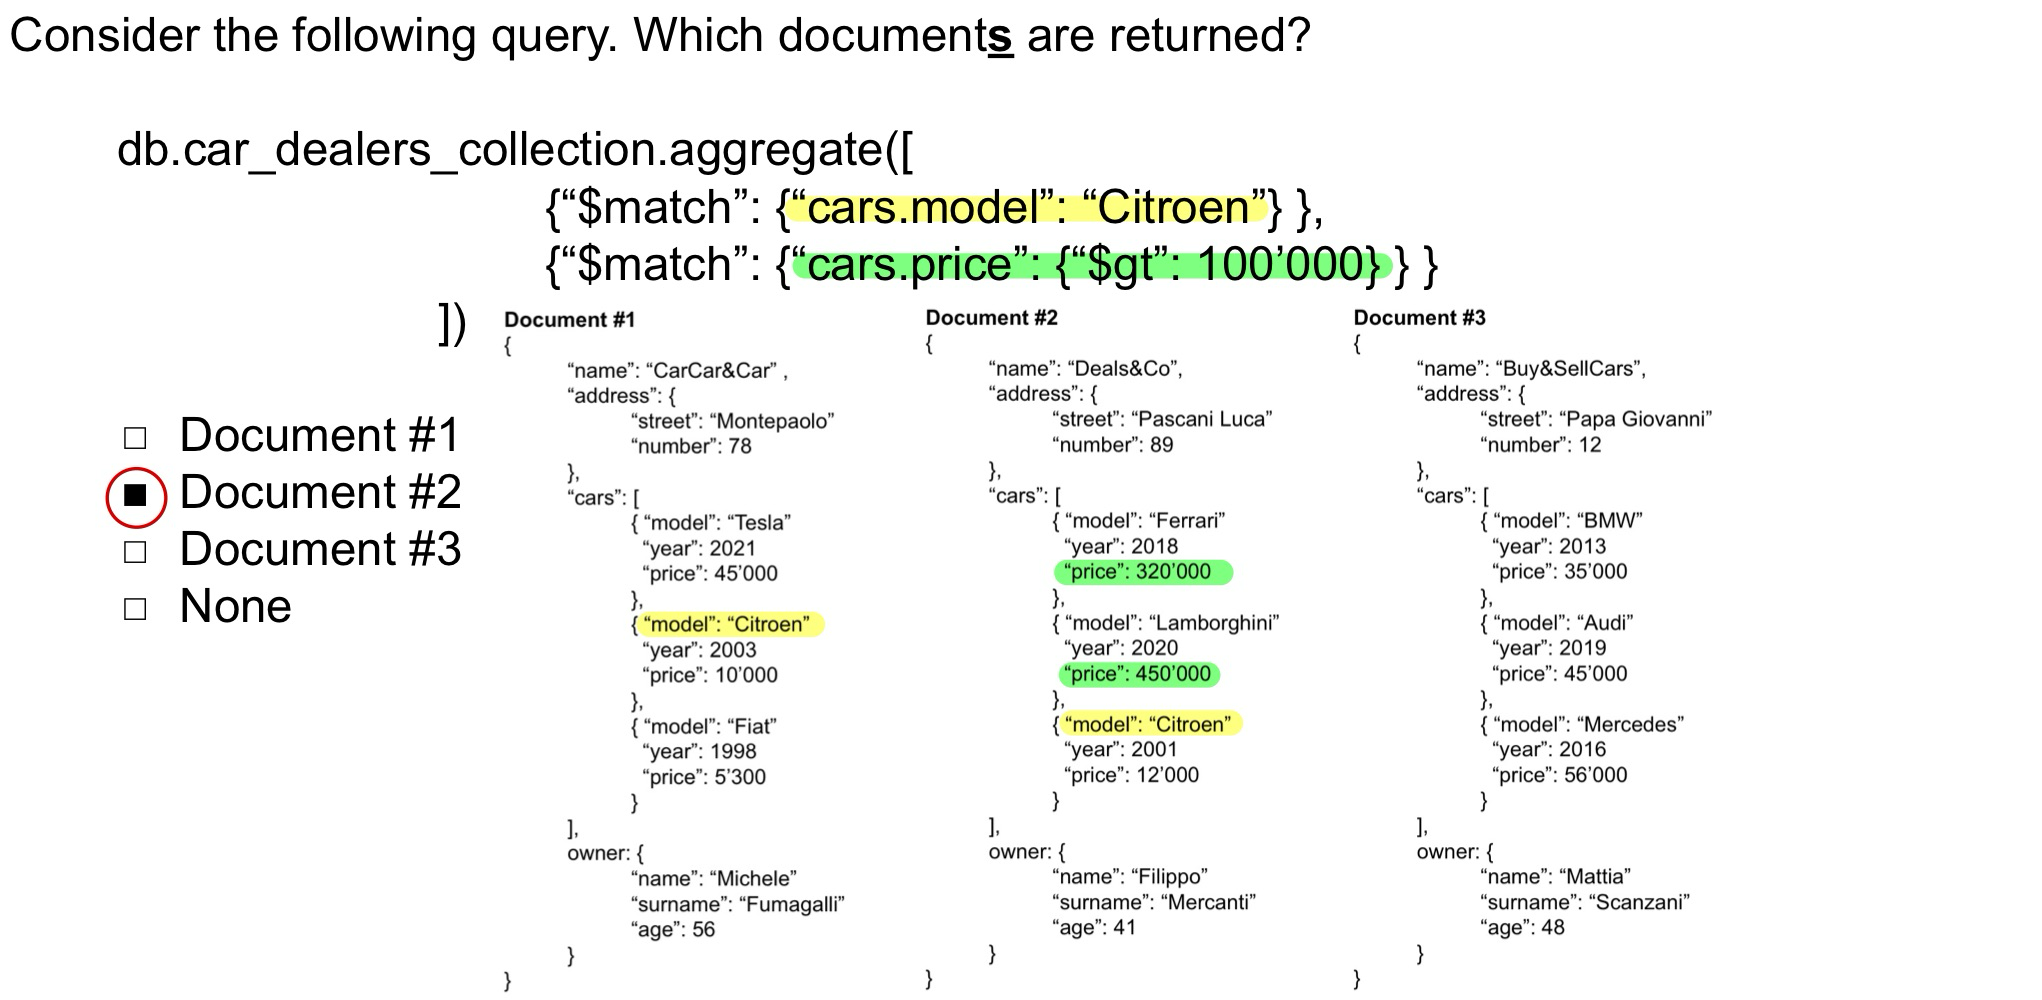 Consider the following query. Which documents are returned?
db.car_dealers_collection.aggregate([
{“$match”: {“cars.model”: “Citroen”} },
{“$match”: {“cars.price”: {“$gt”: 100’000} } }
])
□ Document #1
■ Document #2
□ Document #3
□ None
Document #1
{
“name”: “CarCar&Car” ,
“address”: {
“street”: “Montepaolo”
“number”: 78
},
“cars”: [
{ “model”: “Tesla”
“year”: 2021
“price”: 45’000
},
{ “model”: “Citroen”
“year”: 2003
“price”: 10’000
},
{ “model”: “Fiat”
“year”: 1998
“price”: 5’300
}
],
owner: {
“name”: “Michele”
“surname”: “Fumagalli”
“age”: 56
}
}
Document #2
{
“name”: “Deals&Co”,
“address”: {
“street”: “Pascani Luca”
“number”: 89
},
“cars”: [
{ “model”: “Ferrari”
“year”: 2018
“price”: 320’000
},
{ “model”: “Lamborghini”
“year”: 2020
“price”: 450’000
},
{ “model”: “Citroen”
“year”: 2001
“price”: 12’000
}
],
owner: {
“name”: “Filippo”
“surname”: “Mercanti”
“age”: 41
}
}
Document #3
{
“name”: “Buy&SellCars”,
“address”: {
“street”: “Papa Giovanni”
“number”: 12
},
“cars”: [
{ “model”: “BMW”
“year”: 2013
“price”: 35’000
},
{ “model”: “Audi”
“year”: 2019
“price”: 45’000
},
{ “model”: “Mercedes”
“year”: 2016
“price”: 56’000
}
],
owner: {
“name”: “Mattia”
“surname”: “Scanzani”
“age”: 48
}
}